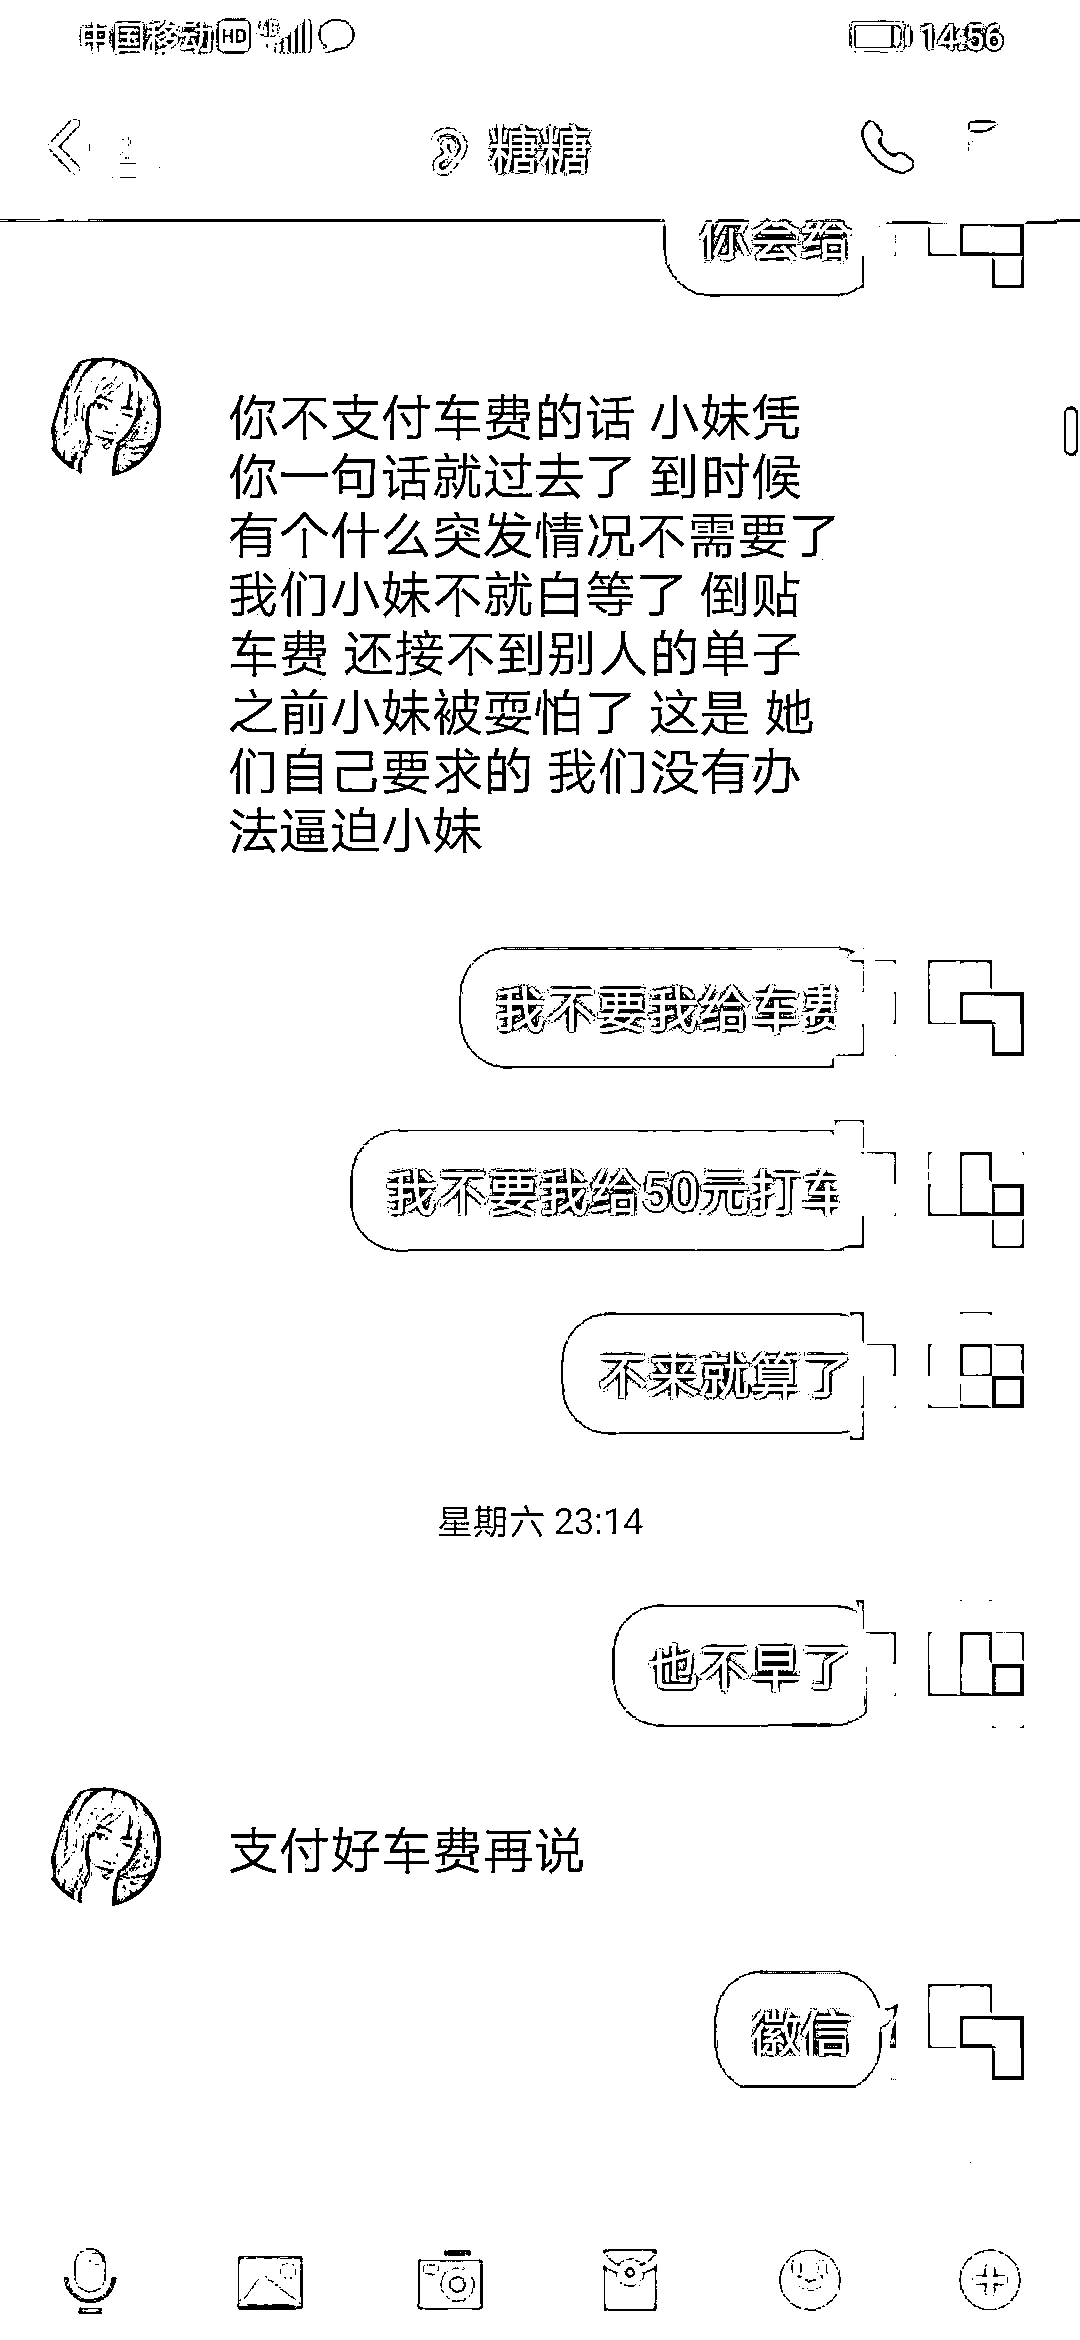 中国移动 HD 14:56
糖糖
你会给
你不支付车费的话 小妹凭
你一句话就过去了 到时候
有个什么突发情况不需要了
我们小妹不就白等了 倒贴
车费 还接不到别人的单子
之前小妹被耍怕了 这是 她
们自己要求的 我们没有办
法逼迫小妹
我不要我给车费
我不要我给50元打车
不来就算了
星期六 23:14
也不早了
支付好车费再说
微信